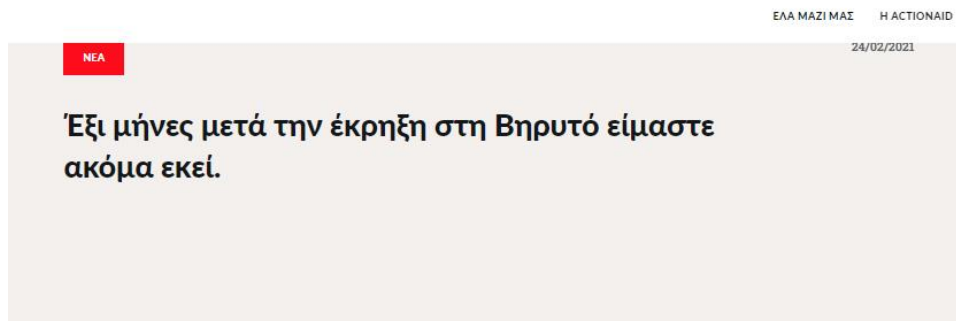 ΕΛΑ ΜΑΖΙ ΜΑΣ Η ACTIONAID
ΝΕΑ 24/02/2021
Έξι μήνες μετά την έκρηξη στη Βηρυτό είμαστε
ακόμα εκεί.